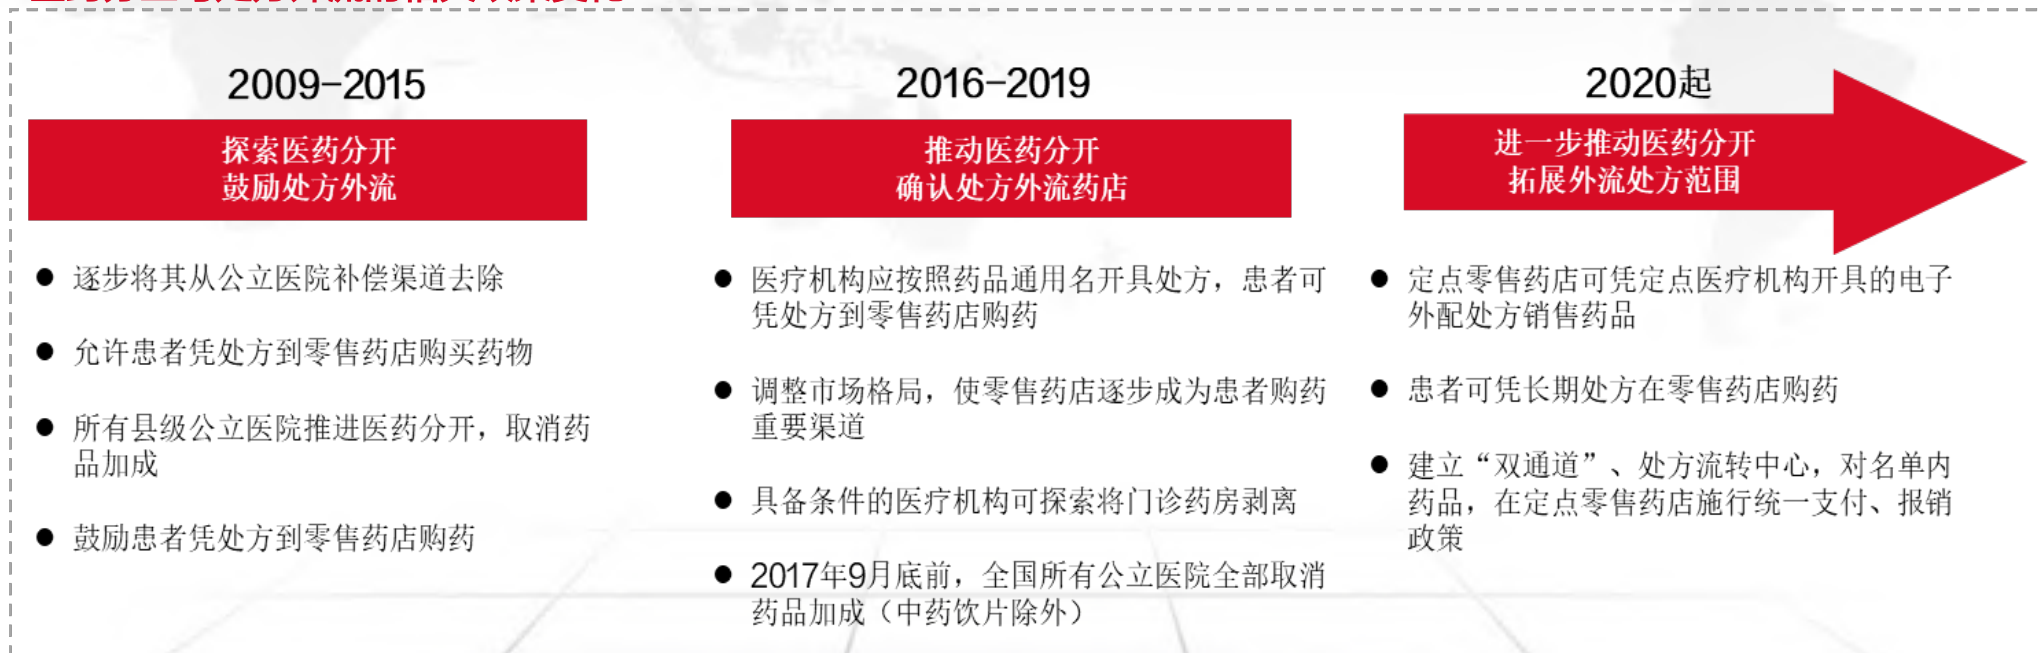 2009-2015
探索医药分开
鼓励处方外流
● 逐步将其从公立医院补偿渠道去除
● 允许患者凭处方到零售药店购买药物
● 所有县级公立医院推进医药分开，取消药
品加成
● 鼓励患者凭处方到零售药店购药
2016-2019
推动医药分开
确认处方外流药店
● 医疗机构应按照药品通用名开具处方，患者可
凭处方到零售药店购药
● 调整市场格局，使零售药店逐步成为患者购药
重要渠道
● 具备条件的医疗机构可探索将门诊药房剥离
● 2017年9月底前，全国所有公立医院全部取消
药品加成（中药饮片除外）
2020起
进一步推动医药分开
拓展外流处方范围
● 定点零售药店可凭定点医疗机构开具的电子
外配处方销售药品
● 患者可凭长期处方在零售药店购药
● 建立“双通道”、处方流转中心，对名单内
药品，在定点零售药店施行统一支付、报销
政策